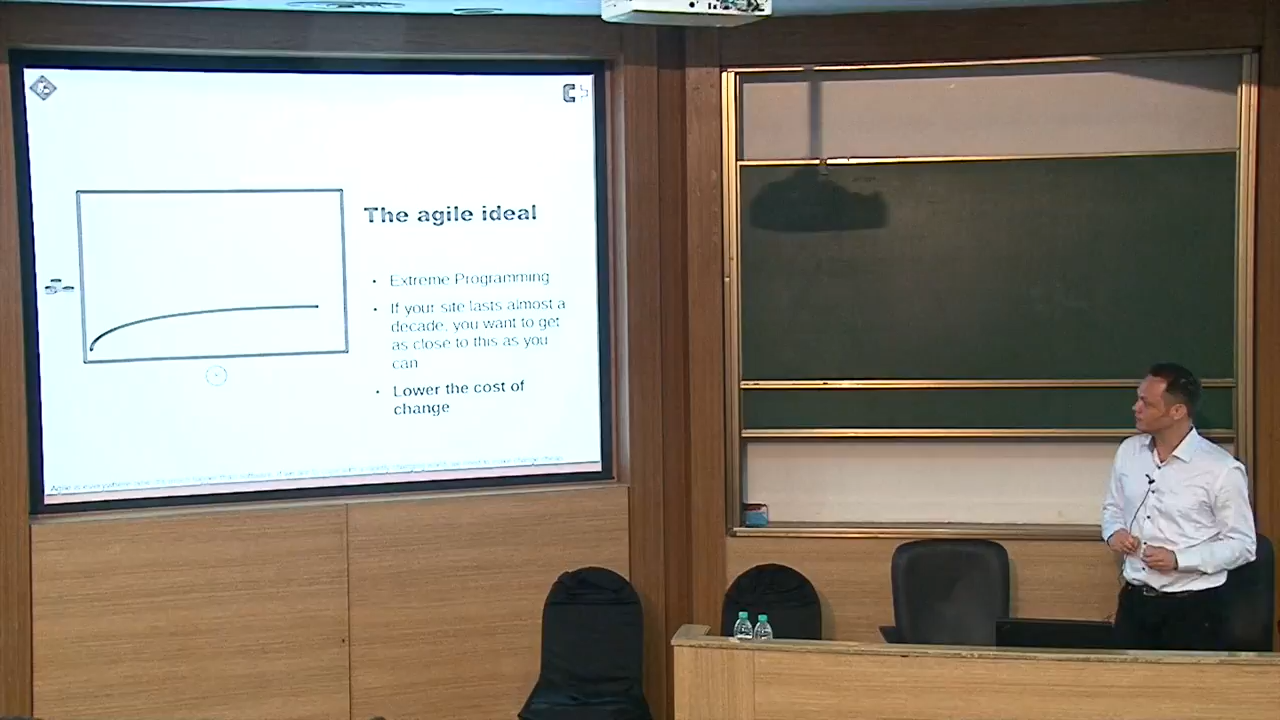 The agile ideal
• Extreme Programming
• If your site lasts almost a
decade, you want to get
as close to this as you
can
• Lower the cost of
change